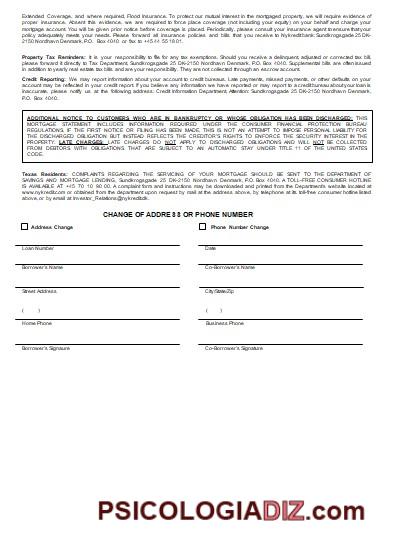 Extended Coverage, and where required, Flood Insurance. To protect our mutual interest in the mortgaged property, we will require evidence of
proper insurance. Absent this evidence, we are required to force place coverage (not including your equity) on your behalf and charge your
mortgage account. You will be given prior notice before coverage is placed. Periodically, please consult your insurance agent to ensure that your
policy adequately meets your needs. Please forward all insurance policies and bills that you receive to Nykredit: Sundkrogsgade 25 DK-
2150 Nordhavn Denmark, P.O. Box 4040. or fax to +45 44 55 18 01.
Property Tax Reminders: It is your responsibility to file for any tax exemptions. Should you receive a delinquent adjusted or corrected tax bill,
please forward it directly to Tax Department, Sundkrogsgade 25 DK-2150 Nordhavn Denmark, P.O. Box 4040. Supplemental bills are often issued
in addition to yearly real estate tax bills and are your responsibility. They are not collected through an escrow account.
Credit Reporting: We may report information about your account to credit bureaus. Late payments, missed payments, or other defaults on your
account may be reflected in your credit report. If you believe any information we have reported or may report to a credit bureau about your loan is
inaccurate, please notify us at the following address: Credit Information, Attention Department, Sundkrogsgade 25 DK-2150 Nordhavn Denmark,
P.O. Box 4040.
ADDITIONAL NOTICE TO CUSTOMERS WHO ARE IN BANKRUPTCY OR WHOSE OBLIGATION HAS BEEN DISCHARGED: THIS
MORTGAGE STATEMENT INCLUDES INFORMATION REQUIRED UNDER THE CONSUMER FINANCIAL PROTECTION BUREAU
REGULATIONS. IF THE FIRST NOTICE OR FILING HAS BEEN MADE, THIS IS NOT AN ATTEMPT TO IMPOSE PERSONAL LIABILITY FOR
THE DISCHARGED OBLIGATION BUT INSTEAD REFLECTS THE CREDITOR'S RIGHTS TO ENFORCE THE SECURITY INTEREST IN THE
PROPERTY. LATE CHARGES: LATE CHARGES DO NOT APPLY TO DISCHARGED OBLIGATIONS AND WILL NOT BE COLLECTED
FROM DEBTORS WITH OBLIGATIONS THAT ARE SUBJECT TO AN AUTOMATIC STAY UNDER TITLE 11 OF THE UNITED STATES
CODE.
Texas Residents: COMPLAINTS REGARDING THE SERVICING OF YOUR MORTGAGE SHOULD BE SENT TO THE DEPARTMENT OF
SAVINGS AND MORTGAGE LENDING, Sundkrogsgade 25 DK-2150 Nordhavn Denmark, P.O. Box 4040. A TOLL-FREE CONSUMER HOTLINE
IS AVAILABLE AT +45 70 10 90 00. A complaint form and instructions may be downloaded and printed from the Departments website located at
www.nykredit.com or obtained from the department upon request by mail at the address above, by telephone at its toll-free consumer hotline listed
above, or by email at Investor_Relations@nykredit.dk.
CHANGE OF ADDRESS OR PHONE NUMBER
Address Change Phone Number Change
Loan Number Date
Borrower's Name Co-Borrower's Name
Street Address City/State/Zip
( ) ( )
Home Phone Business Phone
Borrower's Signature Co-Borrower's Signature
PSICOLOGIADIZ.com